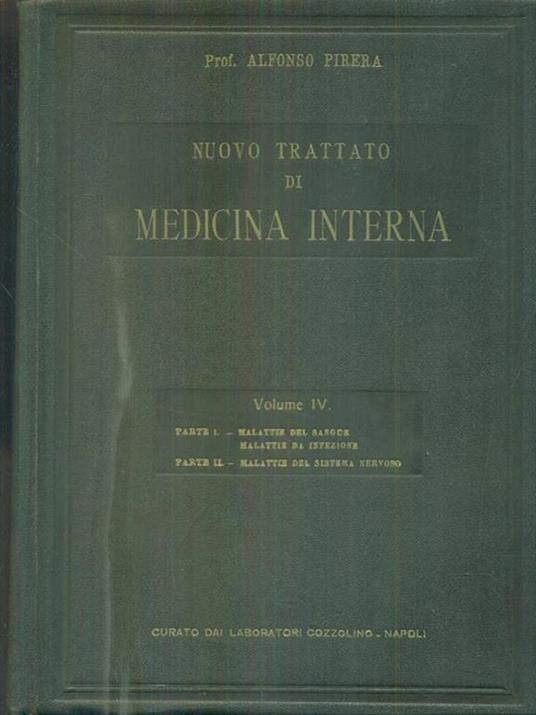 Prof. ALFONSO PIRERA
NUOVO TRATTATO
DI
MEDICINA INTERNA
Volume IV.
PARTE I. – MALATTIE DEL SANGUE
MALATTIE DA INFEZIONE
PARTE II. – MALATTIE DEL SISTEMA NERVOSO
CURATO DAI LABORATORI COZZOLINO - NAPOLI